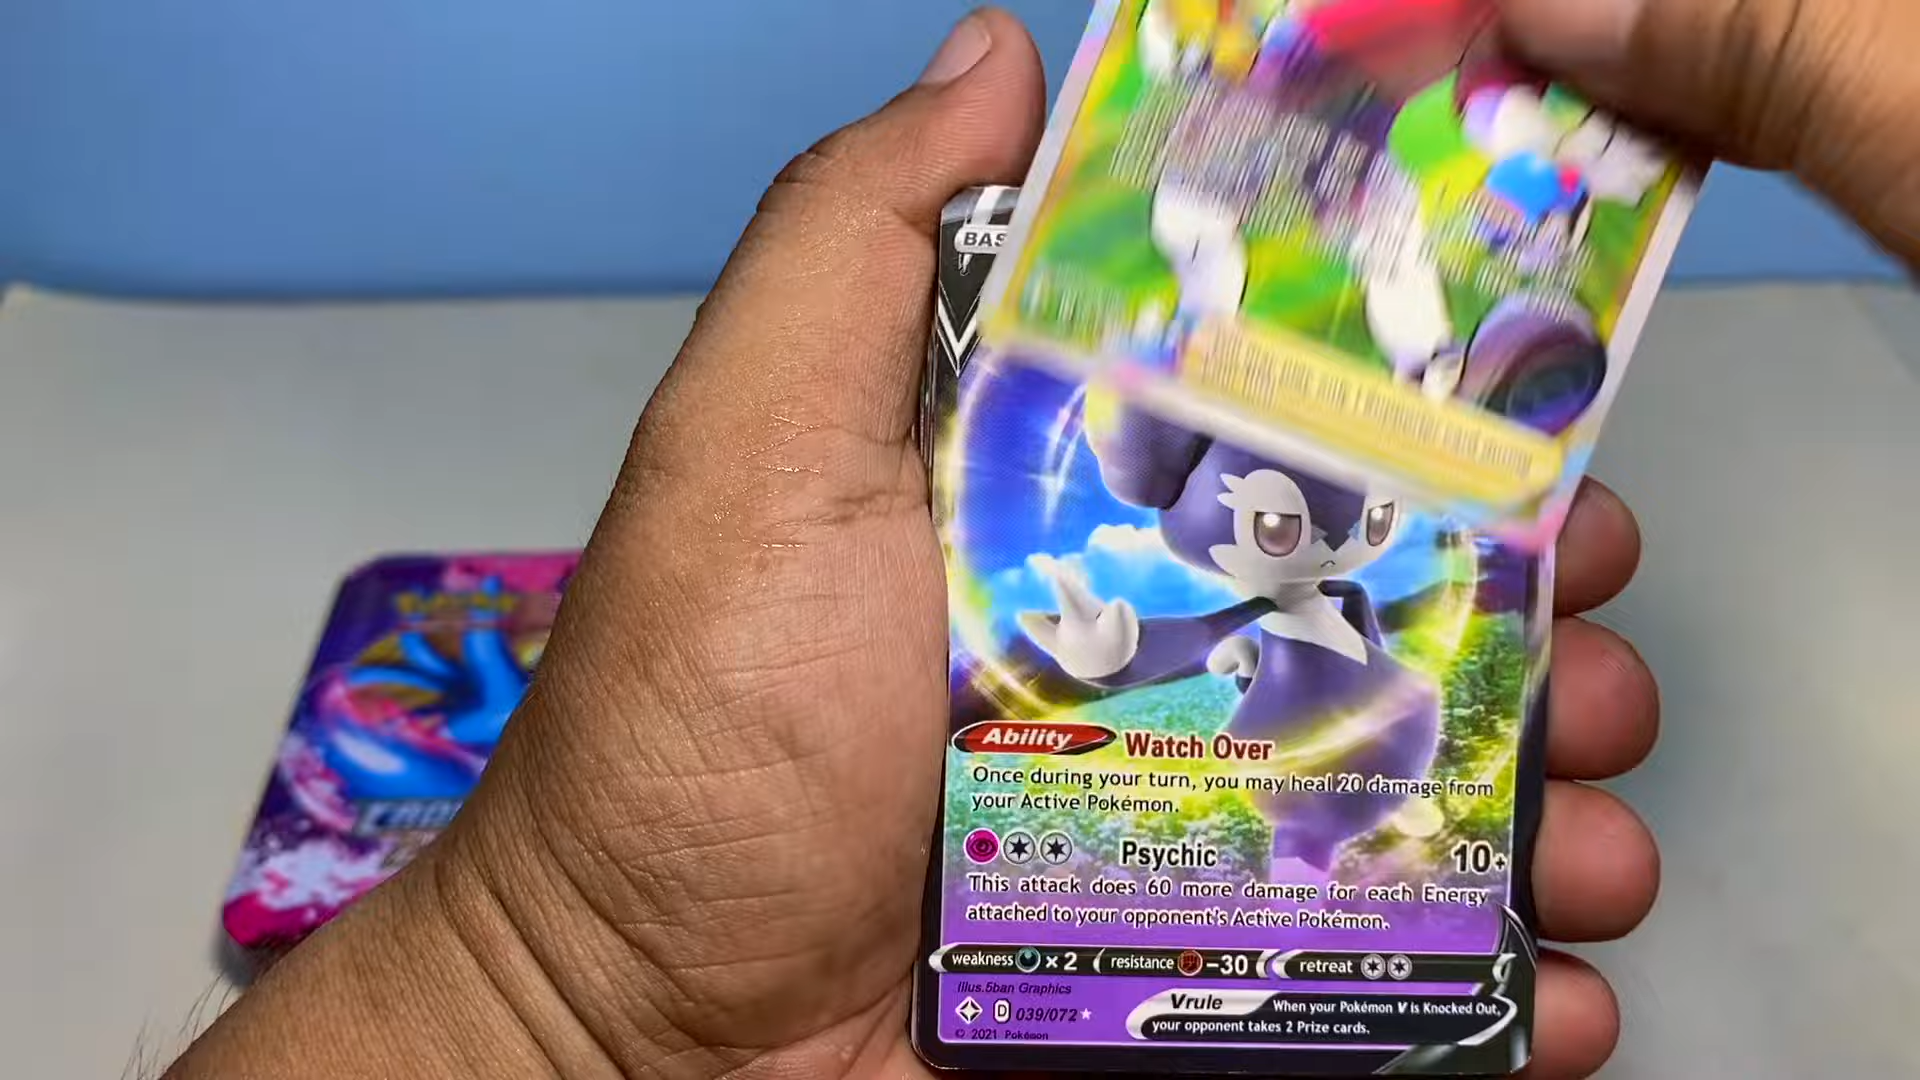 BAS
Ability Watch Over
Once during your turn, you may heal 20 damage from
your Active Pokémon.
Psychic 10+
This attack does 60 more damage for each Energy
attached to your opponent's Active Pokémon.
weakness x2 resistance -30 retreat
Illus.5ban Graphics
D 039/072
© 2021 Pokémon
Vrule When your Pokémon V is Knocked Out,
your opponent takes 2 Prize cards.